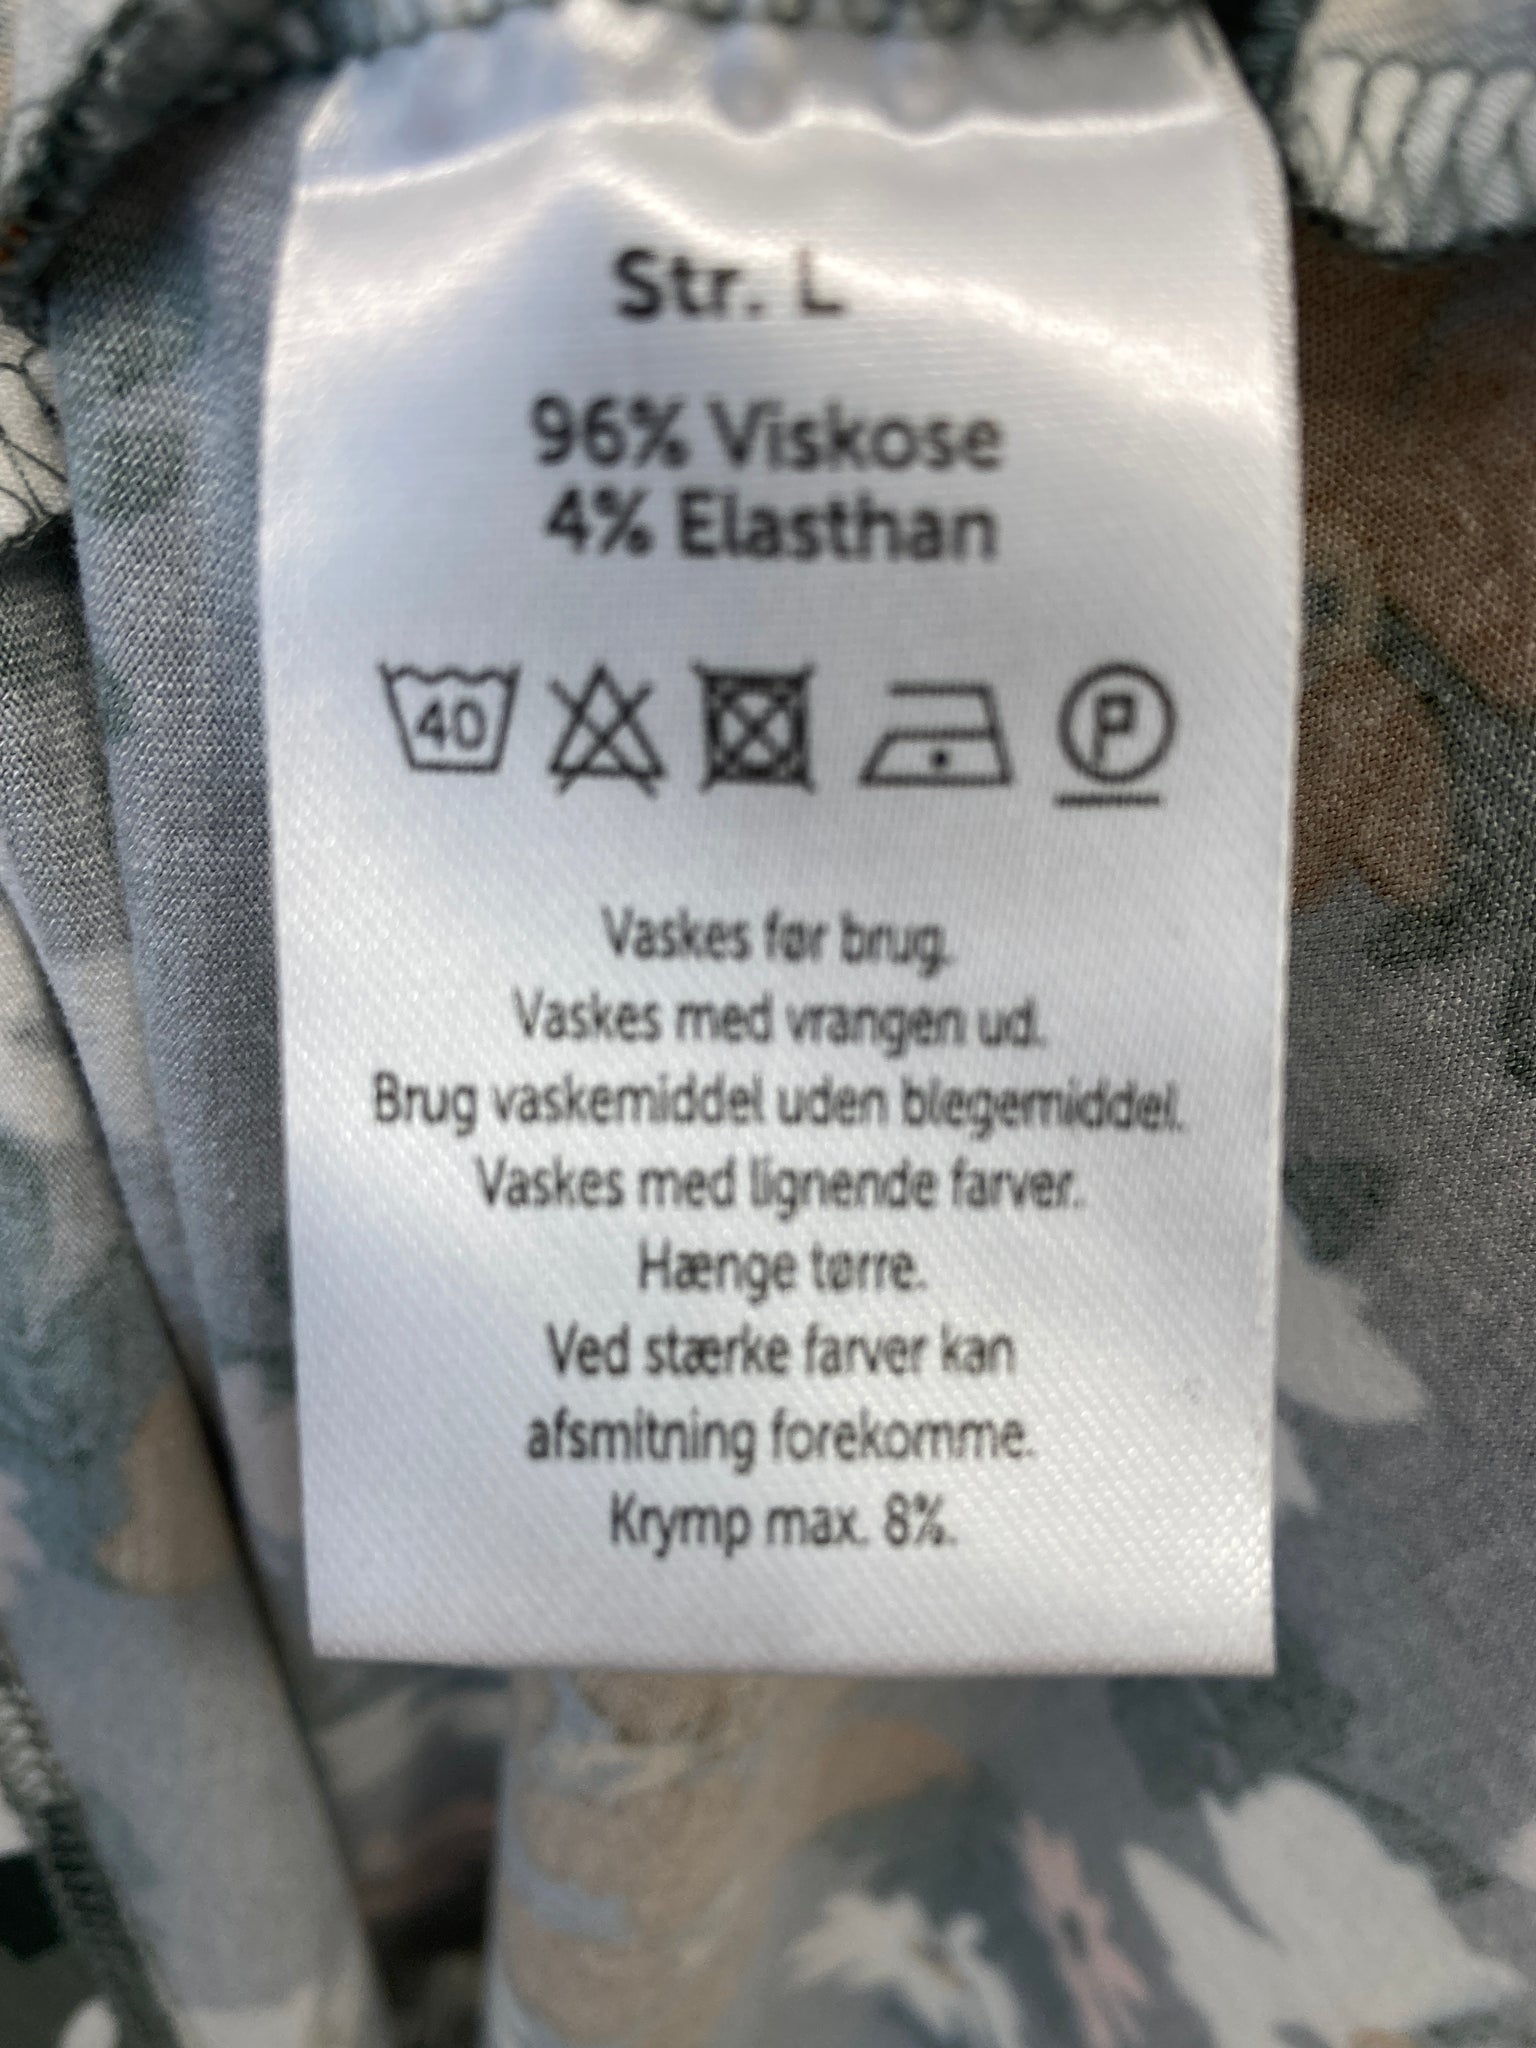 Str. L
96% Viskose
4% Elasthan
40 P
Vaskes før brug.
Vaskes med vrangen ud.
Brug vaskemiddel uden blegemiddel.
Vaskes med lignende farver.
Hænge tørre.
Ved stærke farver kan
afsmitning forekomme.
Krymp max. 8%.